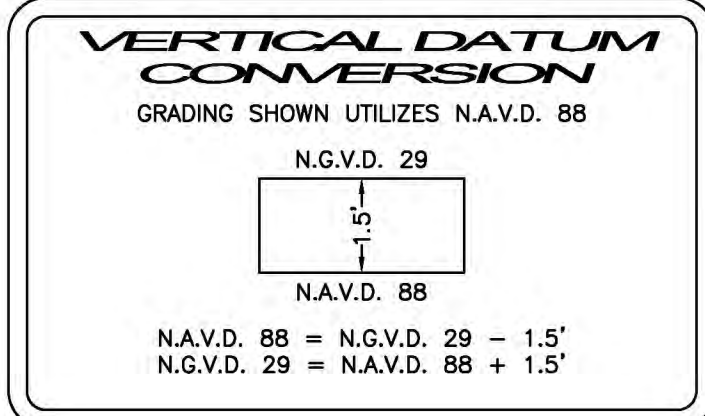 VERTICAL DATUM
CONVERSION
GRADING SHOWN UTILIZES N.A.V.D. 88
N.G.V.D. 29
1.5'
N.A.V.D. 88
N.A.V.D. 88 = N.G.V.D. 29 - 1.5'
N.G.V.D. 29 = N.A.V.D. 88 + 1.5'